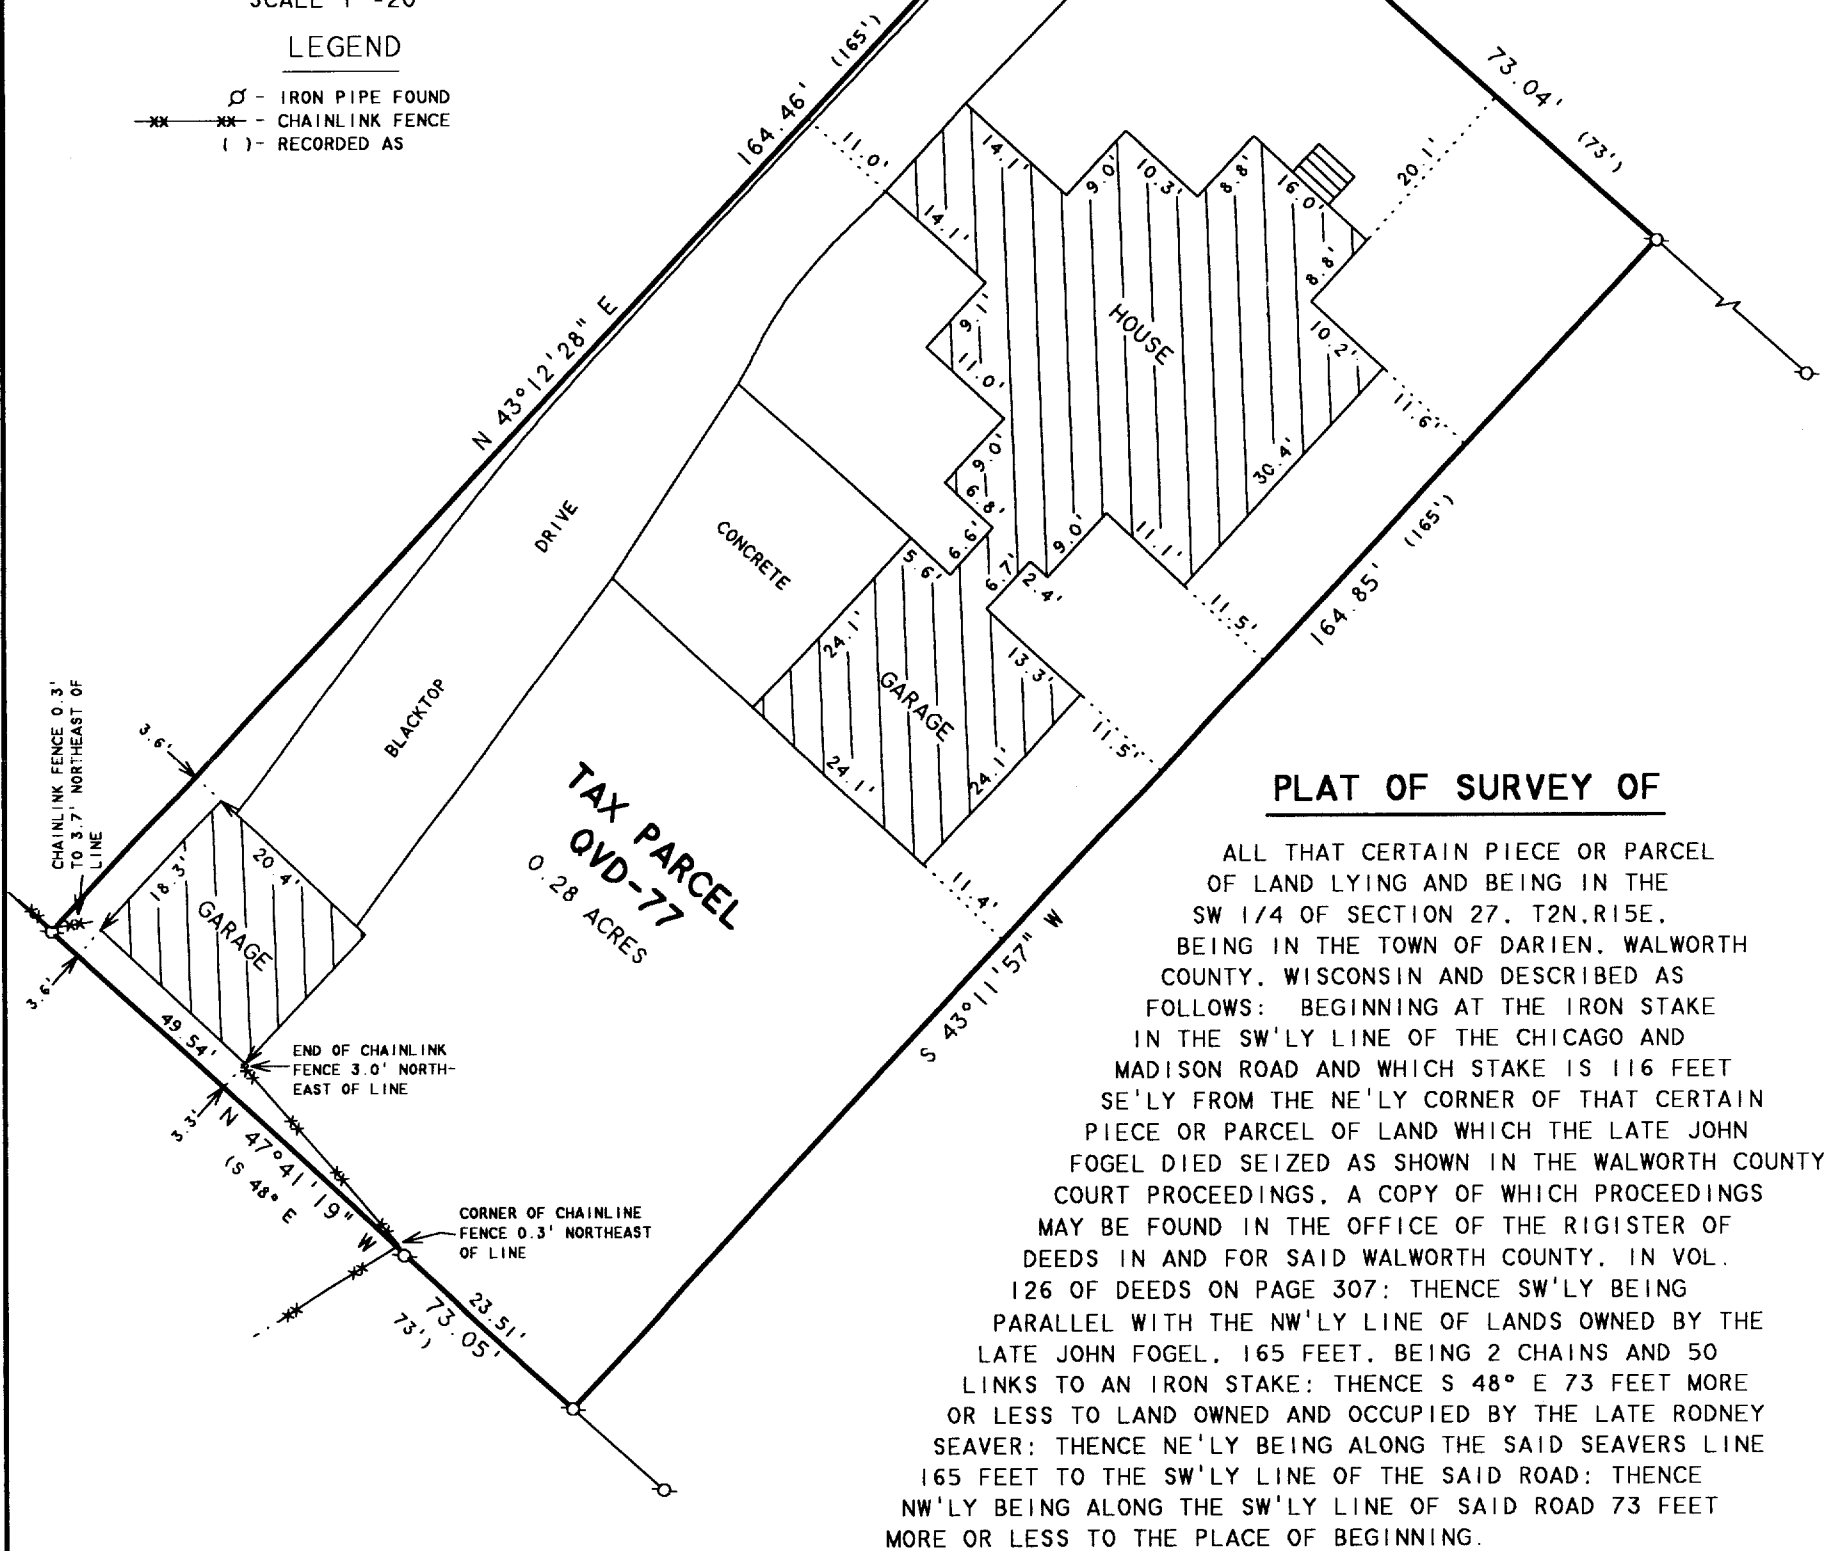 SCALE 1"=20'
LEGEND
- IRON PIPE FOUND
- CHAINLINK FENCE
( )- RECORDED AS
164.46' (165')
N 43°12'28" E
73.04' (73')
20.1'
11.0'
14.1'
9.0'
10.3'
8.8'
16.0'
14.1'
8.8'
9.1'
HOUSE
10.2'
11.0'
11.6'
9.0'
30.4'
6.8'
6.6'
5.6'
6.7'
2.4'
9.0'
11.1'
11.5'
164.85' (165')
DRIVE
CONCRETE
BLACKTOP
24.1'
GARAGE
13.3'
11.5'
24.1'
24.1'
11.4'
S 43°11'57" W
CHAINLINK FENCE 0.3'
TO 3.7' NORTHEAST OF
LINE
3.6'
18.3'
20.4'
GARAGE
3.6'
TAX PARCEL
QVD-77
0.28 ACRES
49.54'
END OF CHAINLINK
FENCE 3.0' NORTH-
EAST OF LINE
3.3'
N 47°41'19" W
(S 48° E
CORNER OF CHAINLINE
FENCE 0.3' NORTHEAST
OF LINE
23.51'
73.05'
73')
PLAT OF SURVEY OF
ALL THAT CERTAIN PIECE OR PARCEL
OF LAND LYING AND BEING IN THE
SW 1/4 OF SECTION 27, T2N,R15E,
BEING IN THE TOWN OF DARIEN, WALWORTH
COUNTY, WISCONSIN AND DESCRIBED AS
FOLLOWS: BEGINNING AT THE IRON STAKE
IN THE SW'LY LINE OF THE CHICAGO AND
MADISON ROAD AND WHICH STAKE IS 116 FEET
SE'LY FROM THE NE'LY CORNER OF THAT CERTAIN
PIECE OR PARCEL OF LAND WHICH THE LATE JOHN
FOGEL DIED SEIZED AS SHOWN IN THE WALWORTH COUNTY
COURT PROCEEDINGS, A COPY OF WHICH PROCEEDINGS
MAY BE FOUND IN THE OFFICE OF THE RIGISTER OF
DEEDS IN AND FOR SAID WALWORTH COUNTY, IN VOL.
126 OF DEEDS ON PAGE 307; THENCE SW'LY BEING
PARALLEL WITH THE NW'LY LINE OF LANDS OWNED BY THE
LATE JOHN FOGEL, 165 FEET, BEING 2 CHAINS AND 50
LINKS TO AN IRON STAKE; THENCE S 48° E 73 FEET MORE
OR LESS TO LAND OWNED AND OCCUPIED BY THE LATE RODNEY
SEAVER; THENCE NE'LY BEING ALONG THE SAID SEAVERS LINE
165 FEET TO THE SW'LY LINE OF THE SAID ROAD; THENCE
NW'LY BEING ALONG THE SW'LY LINE OF SAID ROAD 73 FEET
MORE OR LESS TO THE PLACE OF BEGINNING.